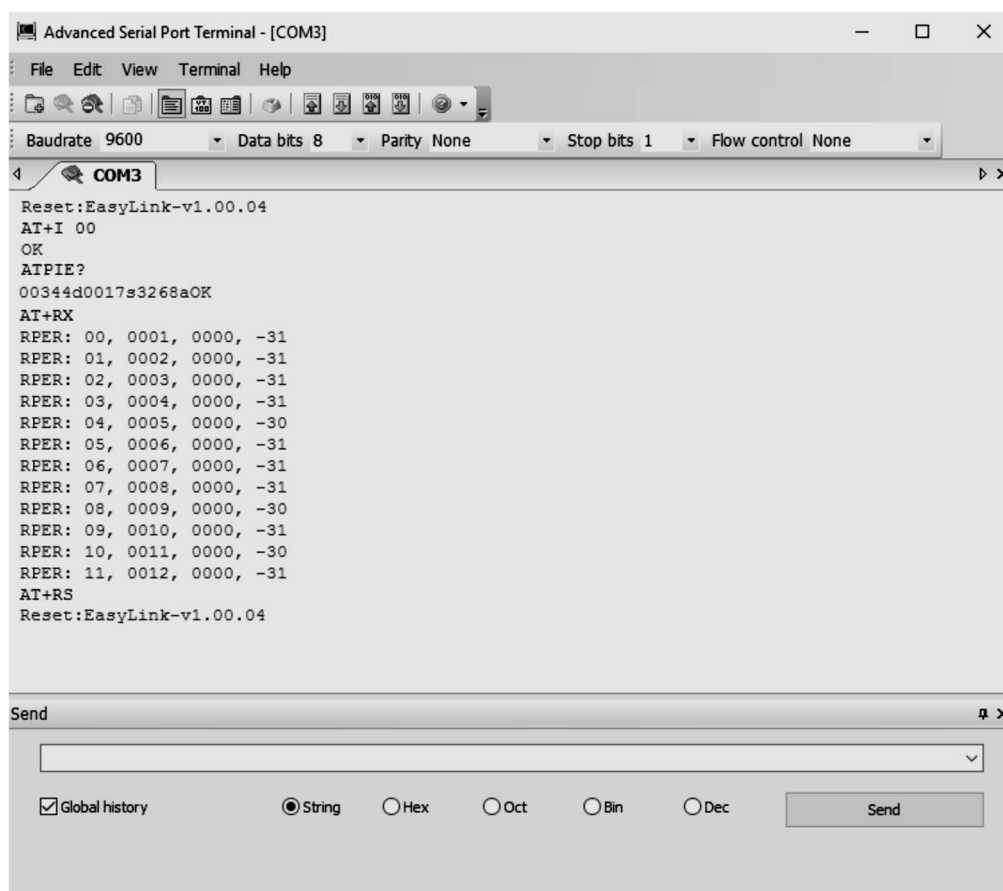 Advanced Serial Port Terminal - [COM3]
File Edit View Terminal Help
Baudrate 9600 Data bits 8 Parity None Stop bits 1 Flow control None
COM3
Reset:EasyLink-v1.00.04
AT+I 00
OK
ATPIE?
00344d0017s3268aOK
AT+RX
RPER: 00, 0001, 0000, -31
RPER: 01, 0002, 0000, -31
RPER: 02, 0003, 0000, -31
RPER: 03, 0004, 0000, -31
RPER: 04, 0005, 0000, -30
RPER: 05, 0006, 0000, -31
RPER: 06, 0007, 0000, -31
RPER: 07, 0008, 0000, -31
RPER: 08, 0009, 0000, -30
RPER: 09, 0010, 0000, -31
RPER: 10, 0011, 0000, -30
RPER: 11, 0012, 0000, -31
AT+RS
Reset:EasyLink-v1.00.04
Send
Global history String Hex Oct Bin Dec Send